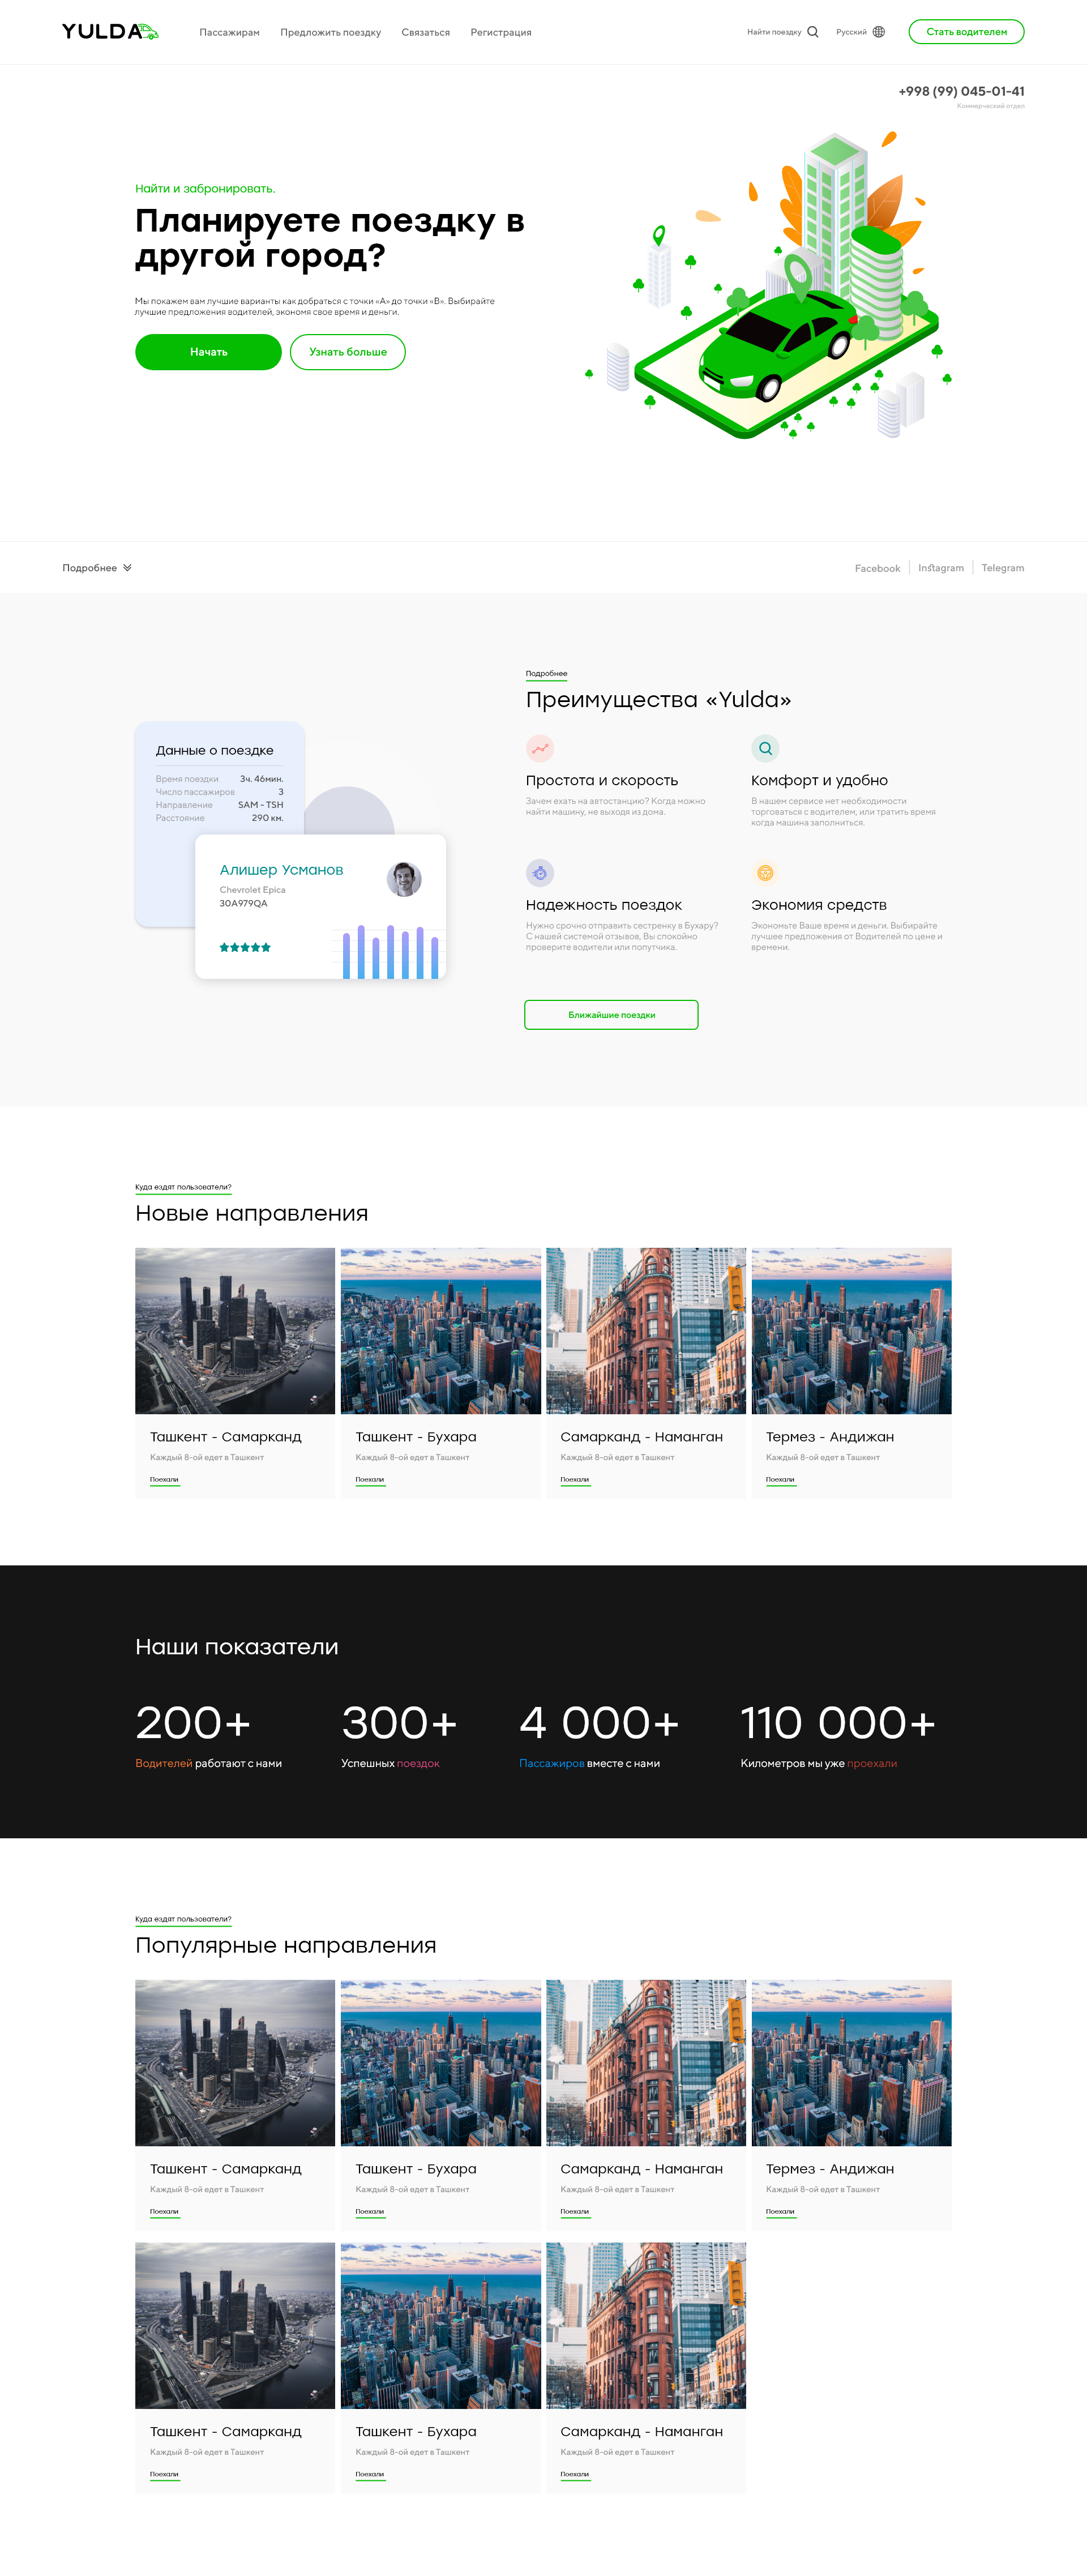 YULDA
Пассажирам
Предложить поездку
Связаться
Регистрация
Найти поездку
Русский
Стать водителем
+998 (99) 045-01-41
Коммерческий отдел
Найти и забронировать.
Планируете поездку в
другой город?
Мы покажем вам лучшие варианты как добраться с точки «А» до точки «В». Выбирайте
лучшие предложения водителей, экономя свое время и деньги.
Начать
Узнать больше
Подробнее
Facebook
Instagram
Telegram
Данные о поездке
Время поездки 3ч. 46мин.
Число пассажиров 3
Направление SAM - TSH
Расстояние 290 км.
Алишер Усманов
Chevrolet Epica
30A979QA
Подробнее
Преимущества «Yulda»
Простота и скорость
Зачем ехать на автостанцию? Когда можно
найти машину, не выходя из дома.
Комфорт и удобно
В нашем сервисе нет необходимости
торговаться с водителем, или тратить время
когда машина заполниться.
Надежность поездок
Нужно срочно отправить сестренку в Бухару?
С нашей системой отзывов, Вы спокойно
проверите водители или попутчика.
Экономия средств
Экономьте Ваше время и деньги. Выбирайте
лучшее предложения от Водителей по цене и
времени.
Ближайшие поездки
Куда ездят пользователи?
Новые направления
Ташкент - Самарканд
Каждый 8-ой едет в Ташкент
Поехали
Ташкент - Бухара
Каждый 8-ой едет в Ташкент
Поехали
Самарканд - Наманган
Каждый 8-ой едет в Ташкент
Поехали
Термез - Андижан
Каждый 8-ой едет в Ташкент
Поехали
Наши показатели
200+
Водителей работают с нами
300+
Успешных поездок
4 000+
Пассажиров вместе с нами
110 000+
Километров мы уже проехали
Куда ездят пользователи?
Популярные направления
Ташкент - Самарканд
Каждый 8-ой едет в Ташкент
Поехали
Ташкент - Бухара
Каждый 8-ой едет в Ташкент
Поехали
Самарканд - Наманган
Каждый 8-ой едет в Ташкент
Поехали
Термез - Андижан
Каждый 8-ой едет в Ташкент
Поехали
Ташкент - Самарканд
Каждый 8-ой едет в Ташкент
Поехали
Ташкент - Бухара
Каждый 8-ой едет в Ташкент
Поехали
Самарканд - Наманган
Каждый 8-ой едет в Ташкент
Поехали